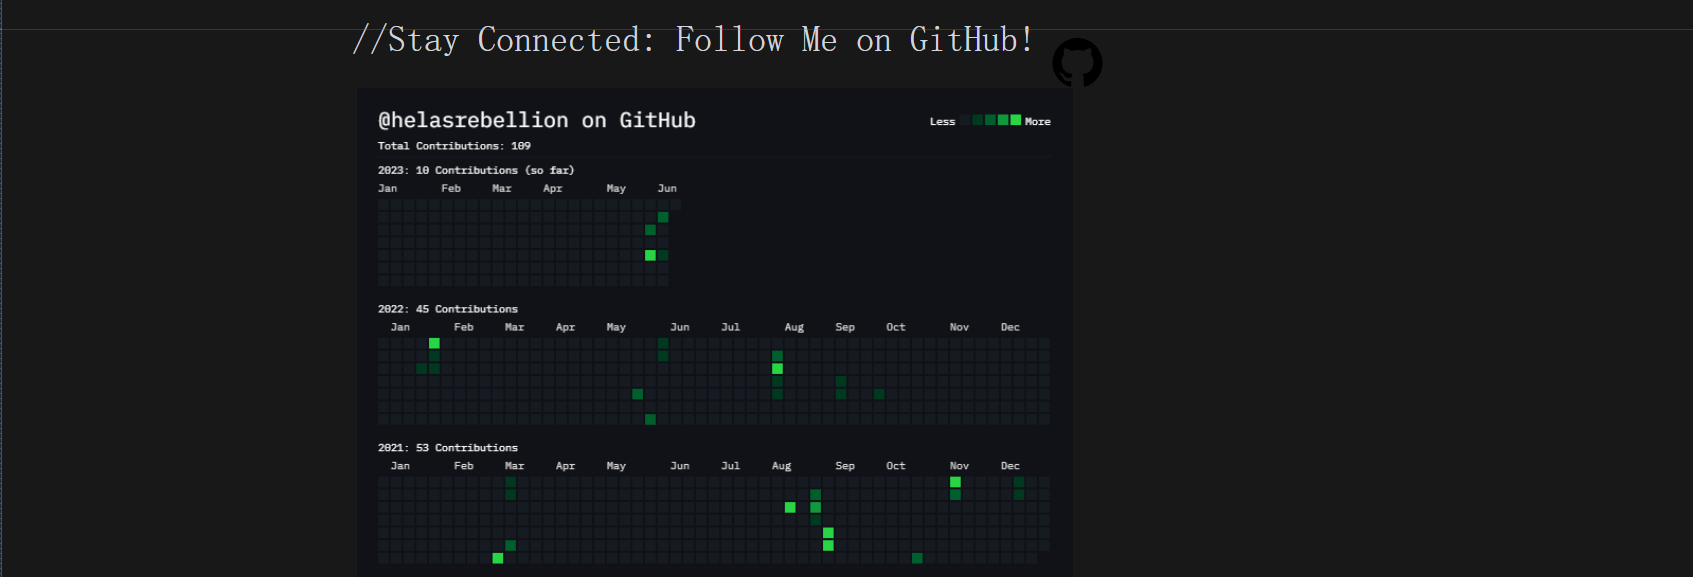 //Stay Connected: Follow Me on GitHub!
@helasrebellion on GitHub
Less More
Total Contributions: 109
2023: 10 Contributions (so far)
Jan Feb Mar Apr May Jun
2022: 45 Contributions
Jan Feb Mar Apr May Jun Jul Aug Sep Oct Nov Dec
2021: 53 Contributions
Jan Feb Mar Apr May Jun Jul Aug Sep Oct Nov Dec